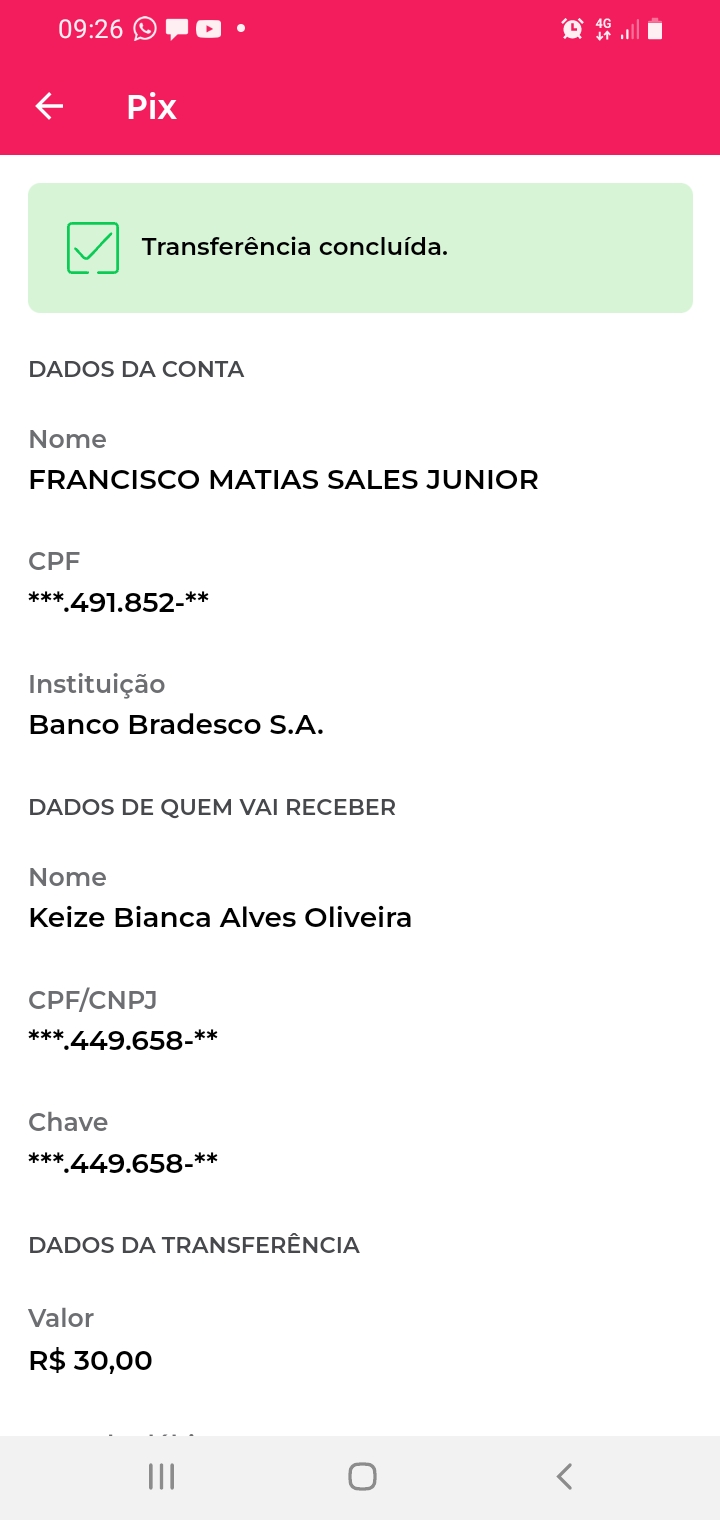 09:26
4G
Pix
Transferência concluída.
DADOS DA CONTA
Nome
FRANCISCO MATIAS SALES JUNIOR
CPF
***.491.852-**
Instituição
Banco Bradesco S.A.
DADOS DE QUEM VAI RECEBER
Nome
Keize Bianca Alves Oliveira
CPF/CNPJ
***.449.658-**
Chave
***.449.658-**
DADOS DA TRANSFERÊNCIA
Valor
R$ 30,00